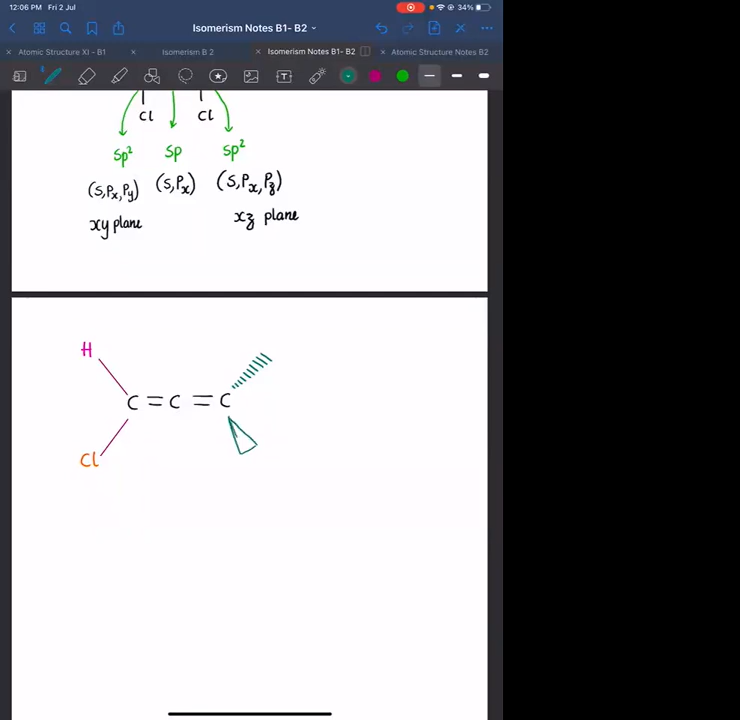 12:06 PM Fri 2 Jul
34%
Isomerism Notes B1- B2
Atomic Structure XI - B1
Isomerism B 2
Isomerism Notes B1- B2
Atomic Structure Notes B2
Cl Cl
Sp² Sp Sp²
(S,Px,Py) (S,Px) (S,Px,Pz)
xy plane xz plane
H
C = C = C
Cl